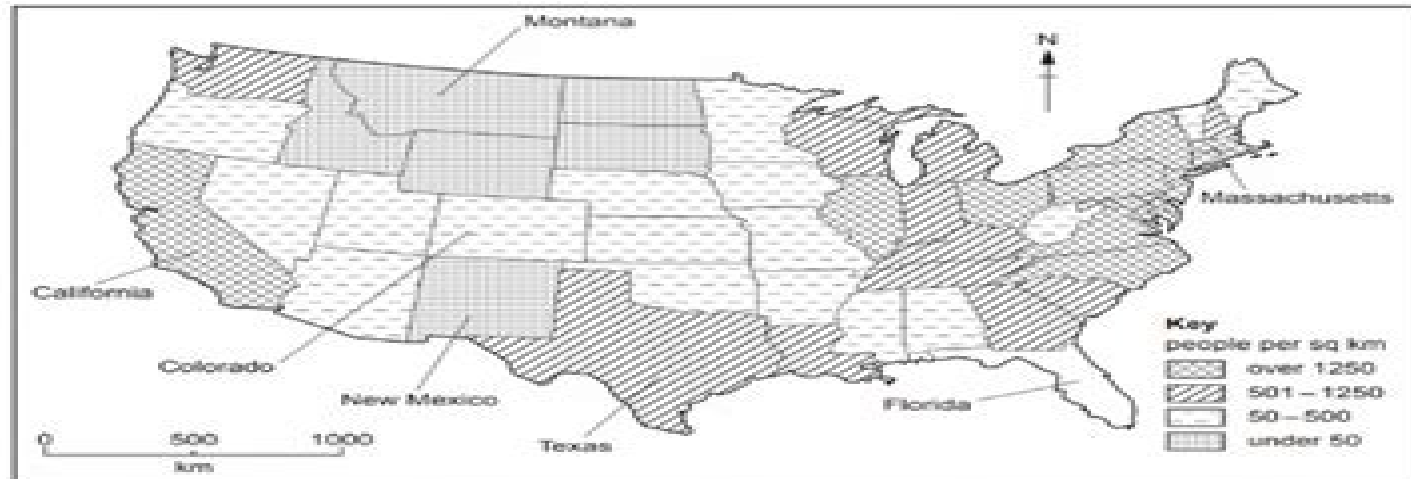 Montana
N
Massachusetts
California
Colorado
New Mexico
Texas
Florida
Key
people per sq km
over 1250
501 – 1250
50 – 500
under 50
0 500 1000
km